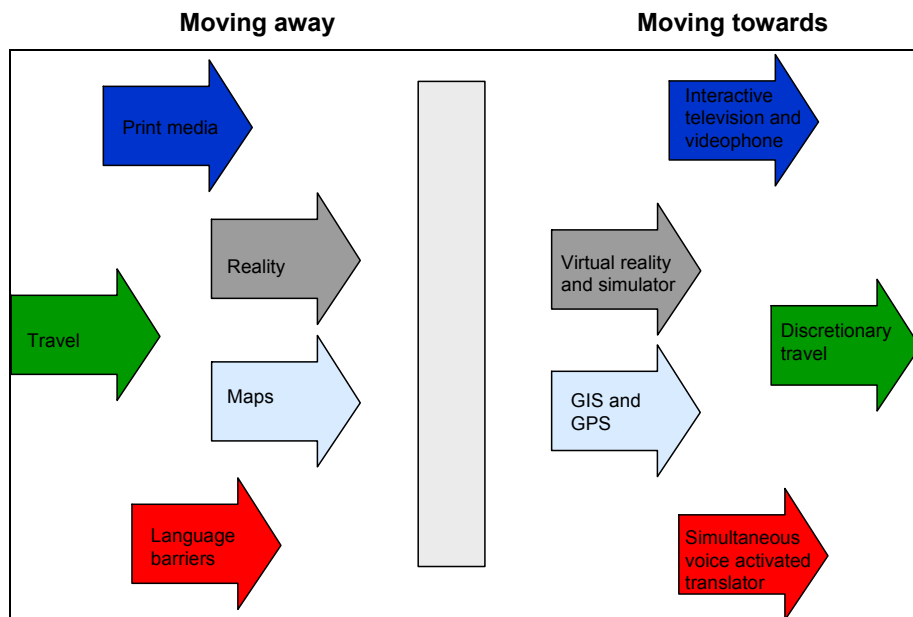 Moving away
Moving towards
Print media
Interactive
television and
videophone
Reality
Virtual reality
and simulator
Travel
Discretionary
travel
Maps
GIS and
GPS
Language
barriers
Simultaneous
voice activated
translator